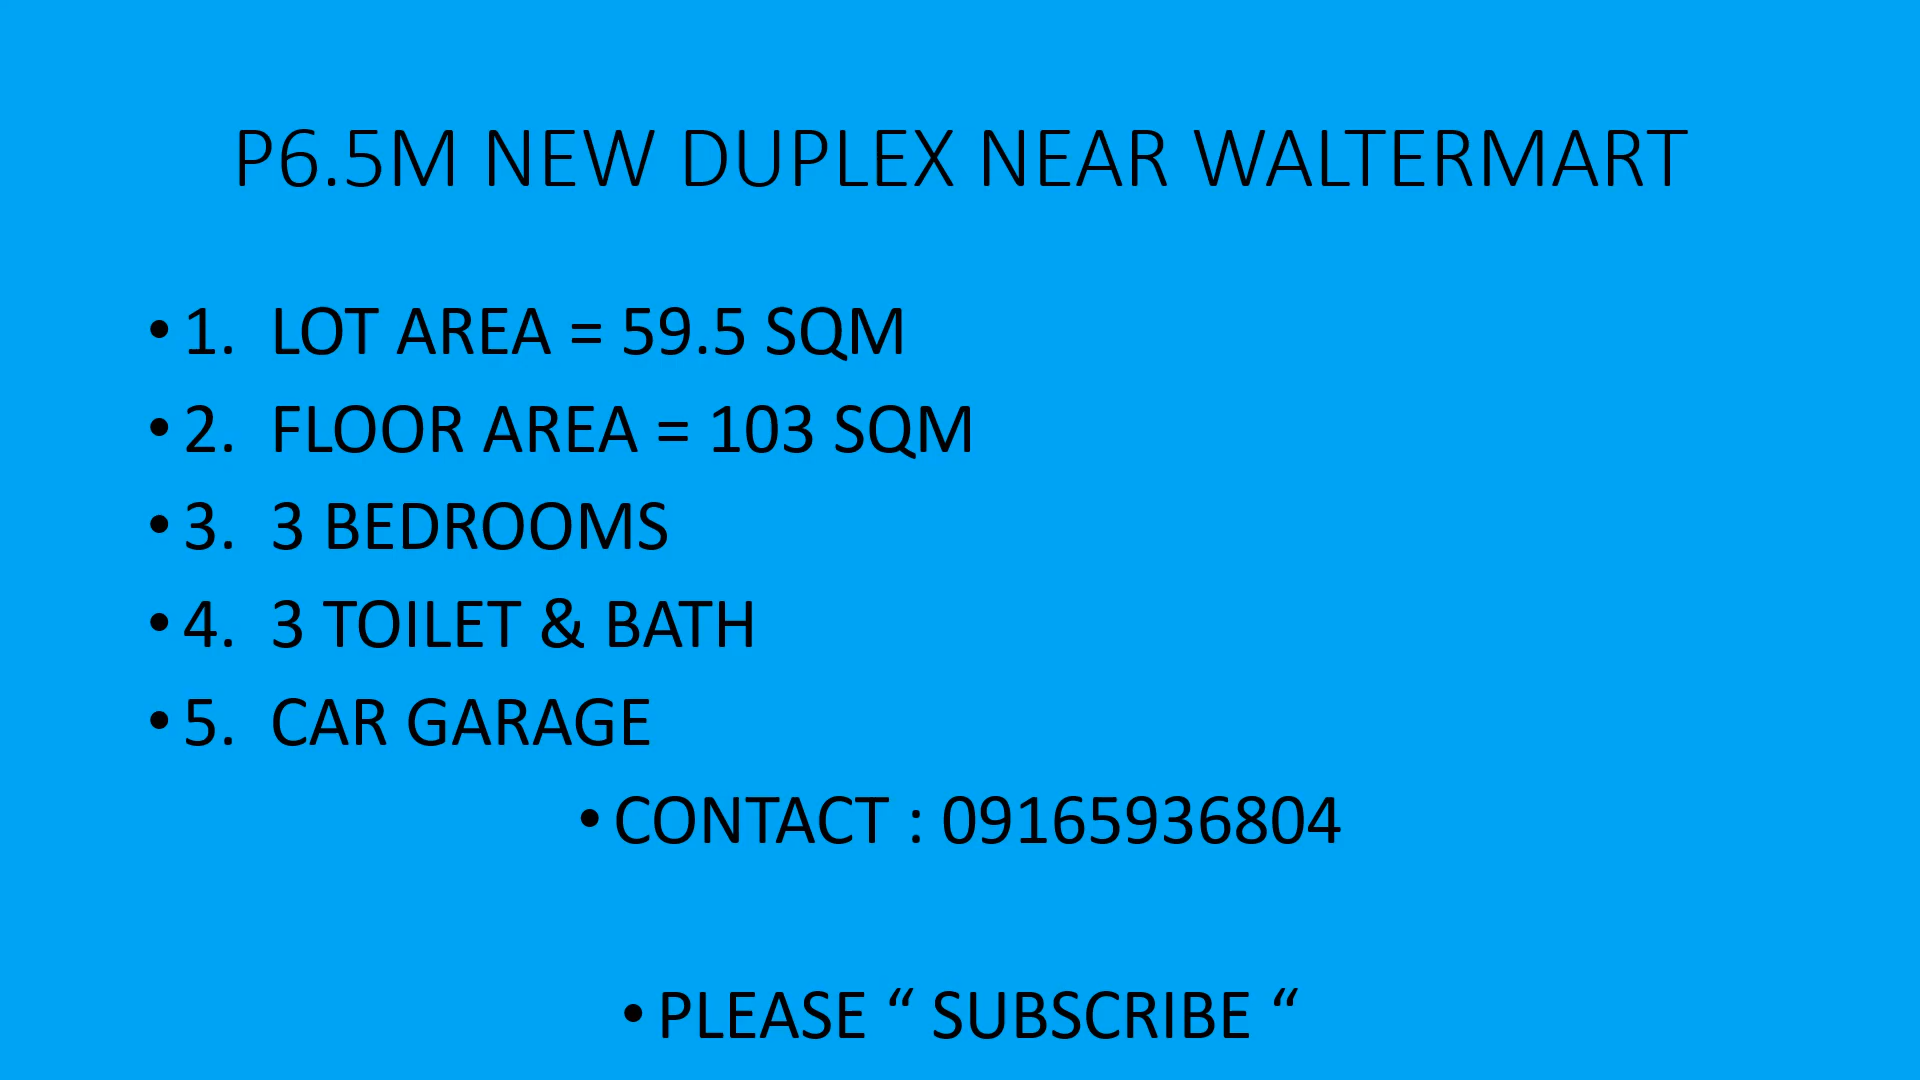 P6.5M NEW DUPLEX NEAR WALTERMART
• 1. LOT AREA = 59.5 SQM
• 2. FLOOR AREA = 103 SQM
• 3. 3 BEDROOMS
• 4. 3 TOILET & BATH
• 5. CAR GARAGE
• CONTACT : 09165936804
• PLEASE “ SUBSCRIBE “